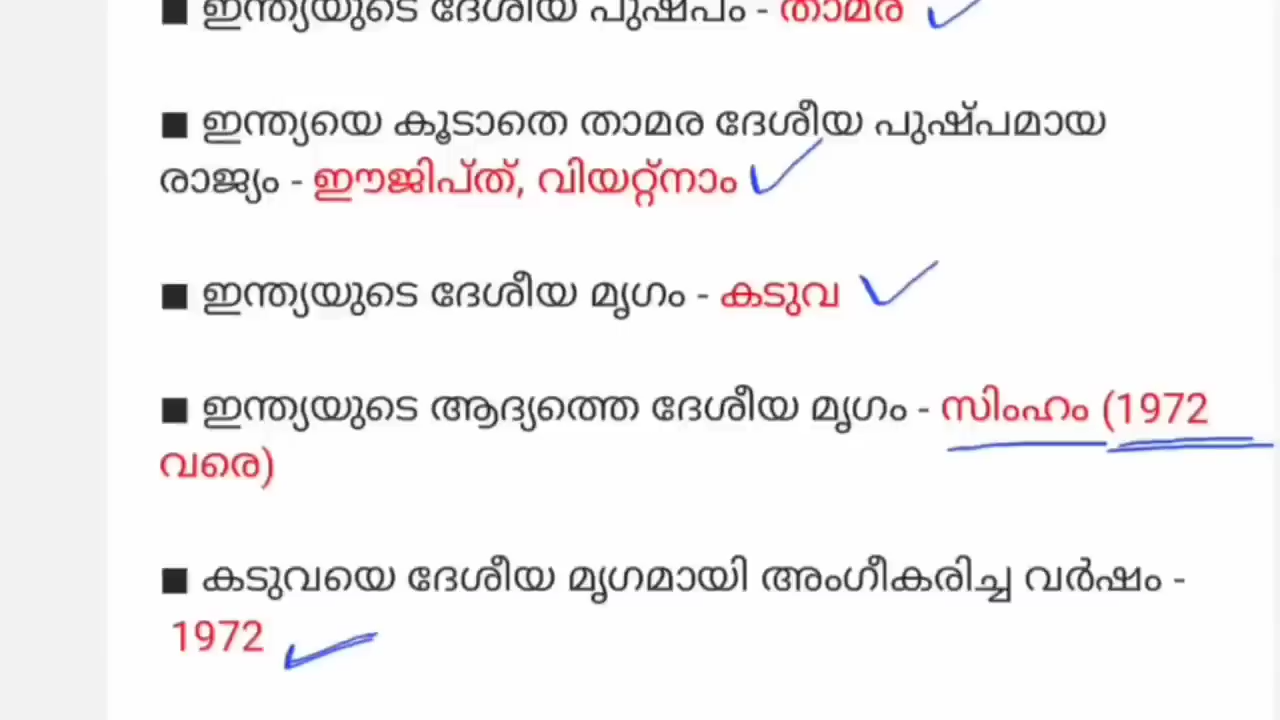 ■ ഇന്ത്യയുടെ ദേശീയ പുഷ്പം - താമര
■ ഇന്ത്യയെ കൂടാതെ താമര ദേശീയ പുഷ്പമായ
രാജ്യം - ഈജിപ്ത്, വിയറ്റ്നാം
■ ഇന്ത്യയുടെ ദേശീയ മൃഗം - കടുവ
■ ഇന്ത്യയുടെ ആദ്യത്തെ ദേശീയ മൃഗം - സിംഹം (1972
വരെ)
■ കടുവയെ ദേശീയ മൃഗമായി അംഗീകരിച്ച വർഷം -
1972